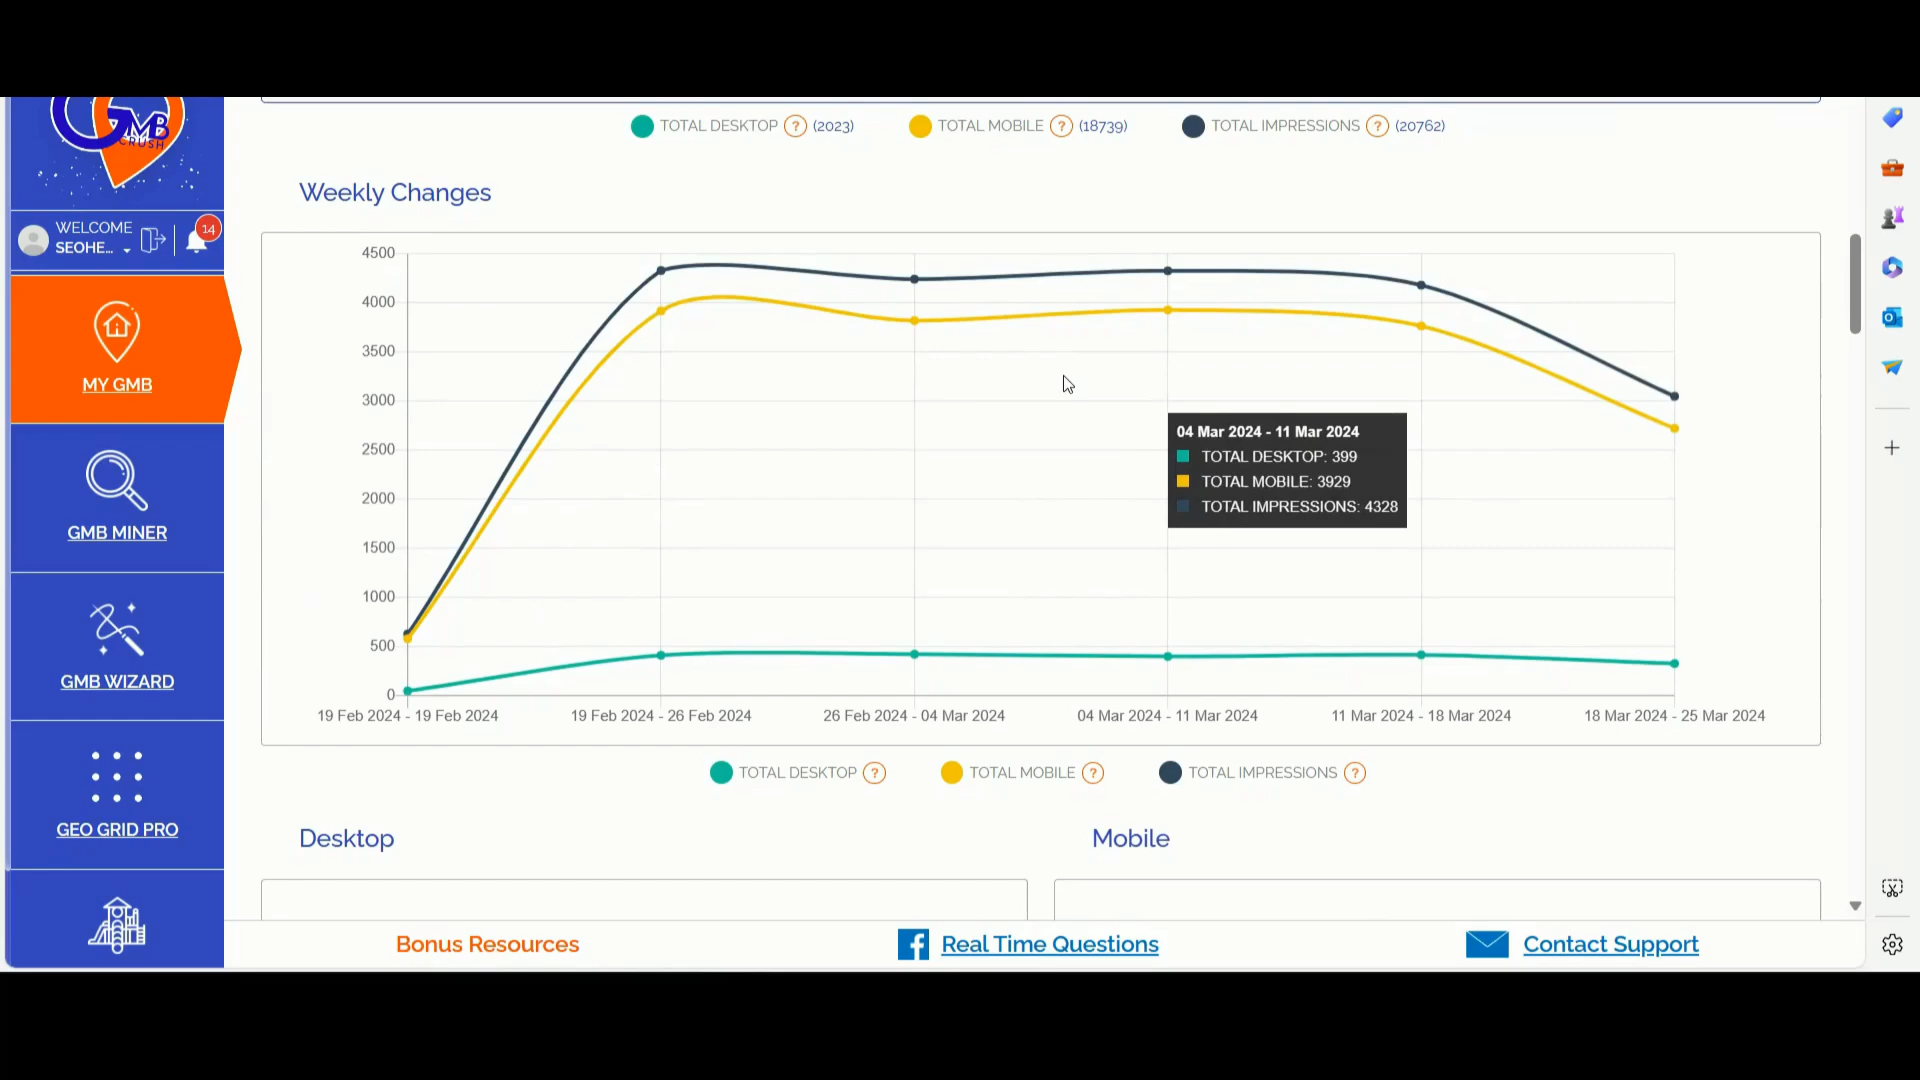 GMB
CRUSH
TOTAL DESKTOP ? (2023) TOTAL MOBILE ? (18739) TOTAL IMPRESSIONS ? (20762)
Weekly Changes
WELCOME
SEOHE...
14
MY GMB
GMB MINER
GMB WIZARD
GEO GRID PRO
4500
4000
3500
3000
2500
2000
1500
1000
500
0
04 Mar 2024 - 11 Mar 2024
TOTAL DESKTOP: 399
TOTAL MOBILE: 3929
TOTAL IMPRESSIONS: 4328
19 Feb 2024 - 19 Feb 2024 19 Feb 2024 - 26 Feb 2024 26 Feb 2024 - 04 Mar 2024 04 Mar 2024 - 11 Mar 2024 11 Mar 2024 - 18 Mar 2024 18 Mar 2024 - 25 Mar 2024
TOTAL DESKTOP ? TOTAL MOBILE ? TOTAL IMPRESSIONS ?
Desktop Mobile
Bonus Resources Real Time Questions Contact Support